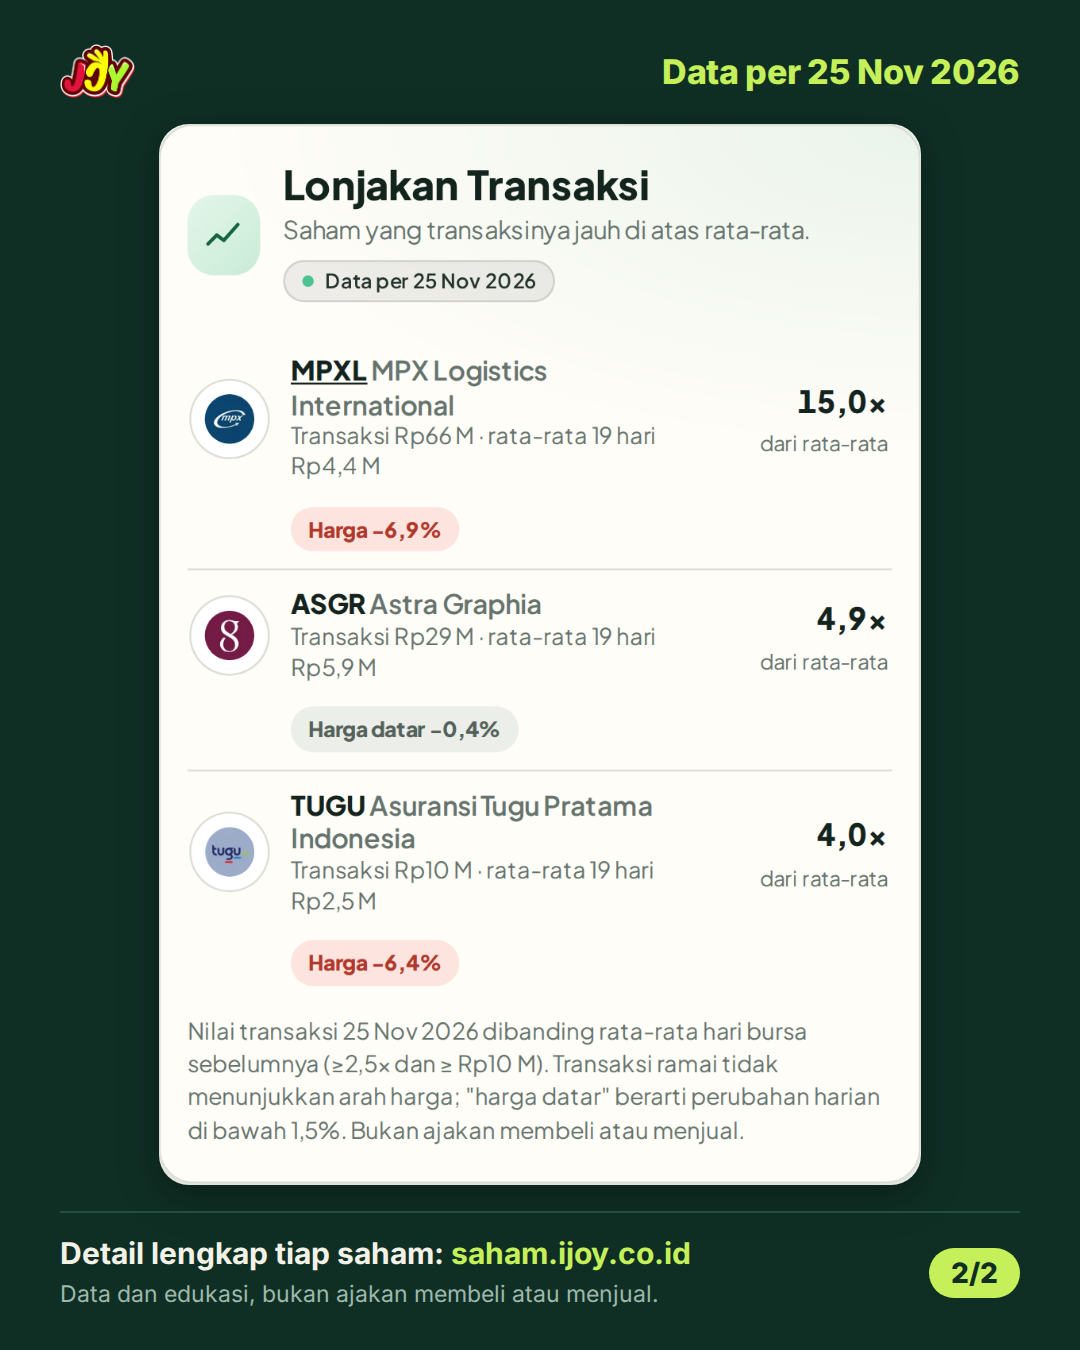 JOY
Data per 25 Nov 2026
Lonjakan Transaksi
Saham yang transaksinya jauh di atas rata-rata.
Data per 25 Nov 2026
mpx
MPXL MPX Logistics
International
Transaksi Rp66 M · rata-rata 19 hari
Rp4,4 M
15,0×
dari rata-rata
Harga −6,9%
ASGR Astra Graphia
Transaksi Rp29 M · rata-rata 19 hari
Rp5,9 M
4,9×
dari rata-rata
Harga datar −0,4%
tugu
TUGU Asuransi Tugu Pratama
Indonesia
Transaksi Rp10 M · rata-rata 19 hari
Rp2,5 M
4,0×
dari rata-rata
Harga −6,4%
Nilai transaksi 25 Nov 2026 dibanding rata-rata hari bursa
sebelumnya (≥2,5× dan ≥ Rp10 M). Transaksi ramai tidak
menunjukkan arah harga; "harga datar" berarti perubahan harian
di bawah 1,5%. Bukan ajakan membeli atau menjual.
Detail lengkap tiap saham: saham.ijoy.co.id
Data dan edukasi, bukan ajakan membeli atau menjual.
2/2